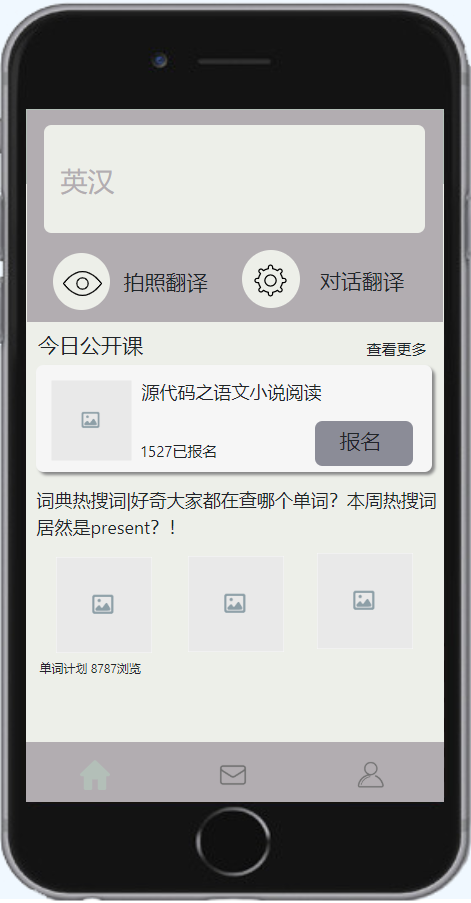 英汉
拍照翻译
对话翻译
今日公开课
查看更多
源代码之语文小说阅读
1527已报名
报名
词典热搜词|好奇大家都在查哪个单词？本周热搜词
居然是present？！
单词计划 8787浏览